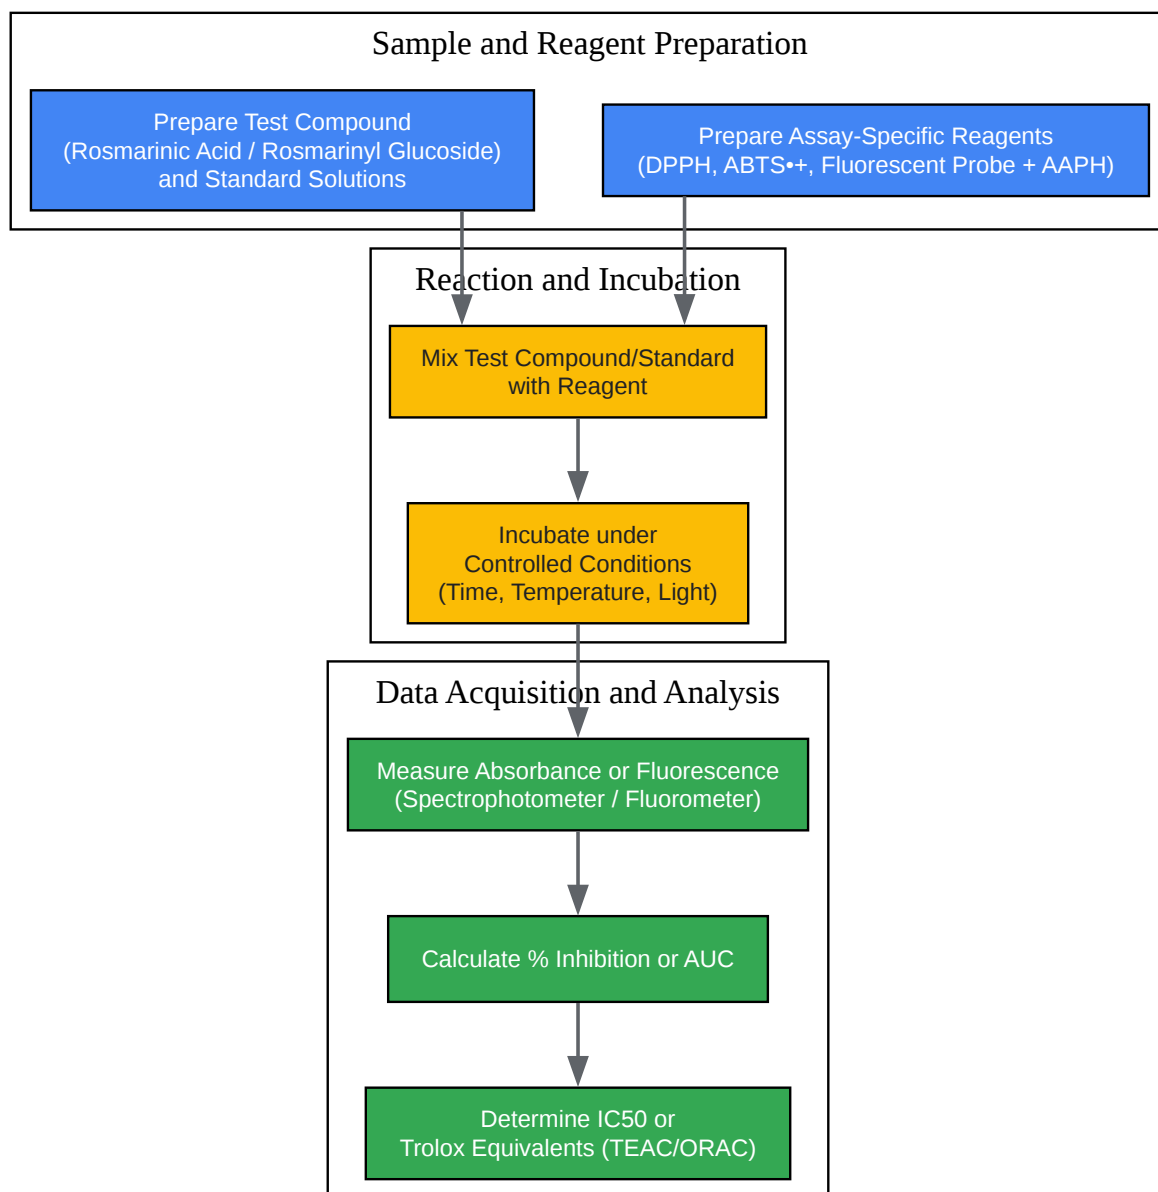 Sample and Reagent Preparation
Prepare Test Compound
(Rosmarinic Acid / Rosmarinyl Glucoside)
and Standard Solutions
Prepare Assay-Specific Reagents
(DPPH, ABTS•+, Fluorescent Probe + AAPH)
Reaction and Incubation
Mix Test Compound/Standard
with Reagent
Incubate under
Controlled Conditions
(Time, Temperature, Light)
Data Acquisition and Analysis
Measure Absorbance or Fluorescence
(Spectrophotometer / Fluorometer)
Calculate % Inhibition or AUC
Determine IC50 or
Trolox Equivalents (TEAC/ORAC)